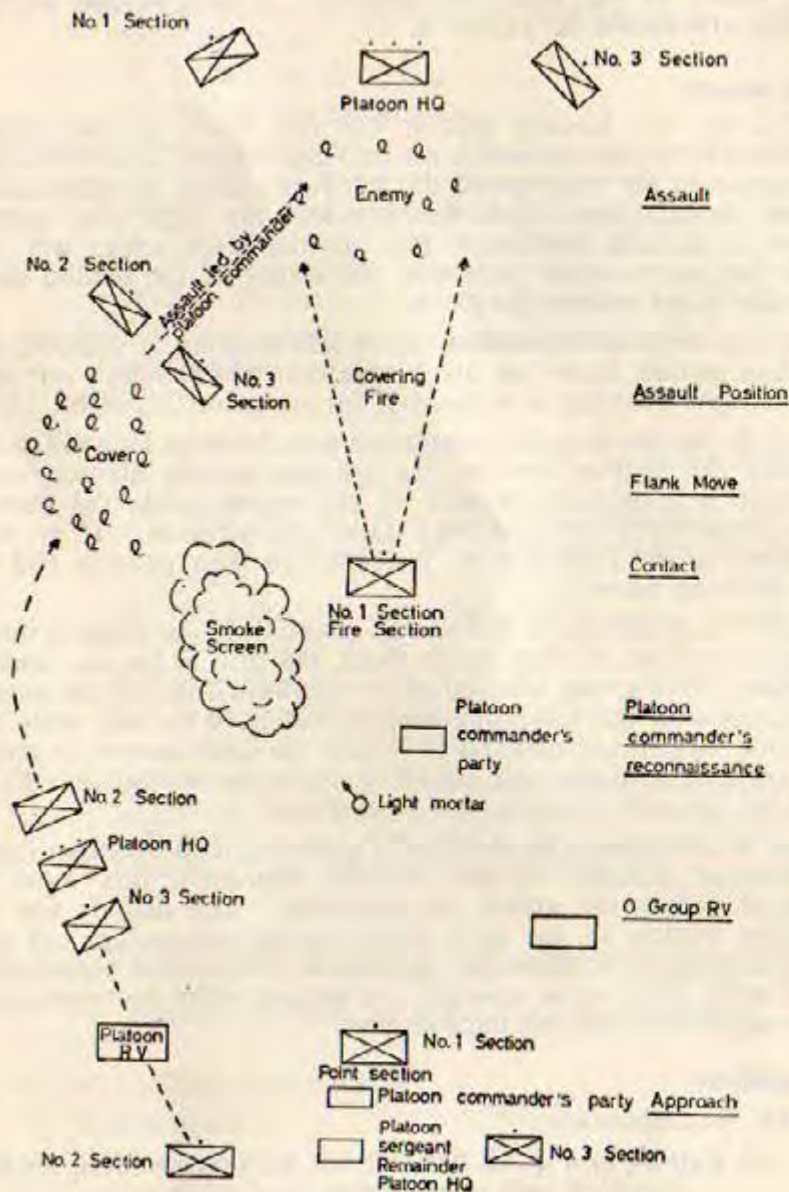 No.1 Section
No. 3 Section
Platoon HQ
Enemy
Assault
Assault led by
platoon commander
No. 2 Section
No. 3
Section
Covering
Fire
Assault Position
Cover
Flank Move
Contact
No.1 Section
Fire Section
Smoke
Screen
Platoon
commander's
party
Platoon
commander's
reconnaissance
Light mortar
No.2 Section
Platoon HQ
No 3 Section
O Group RV
Platoon
RV
No.1 Section
Point section
Platoon commander's party
Approach
Platoon
sergeant
Remainder
Platoon HQ
No.2 Section
No.3 Section